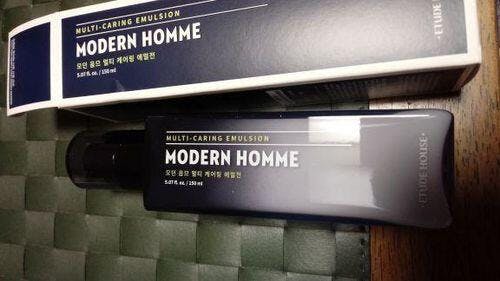 MULTI-CARING EMULSION
MODERN HOMME
모던 옴므 멀티 케어링 에멀전
5.07 fl. oz. / 150 ml
·ETUDE HOUSE·
MULTI-CARING EMULSION
MODERN HOMME
모던 옴므 멀티 케어링 에멀전
5.07 fl. oz. / 150 ml
·ETUDE HOUSE·